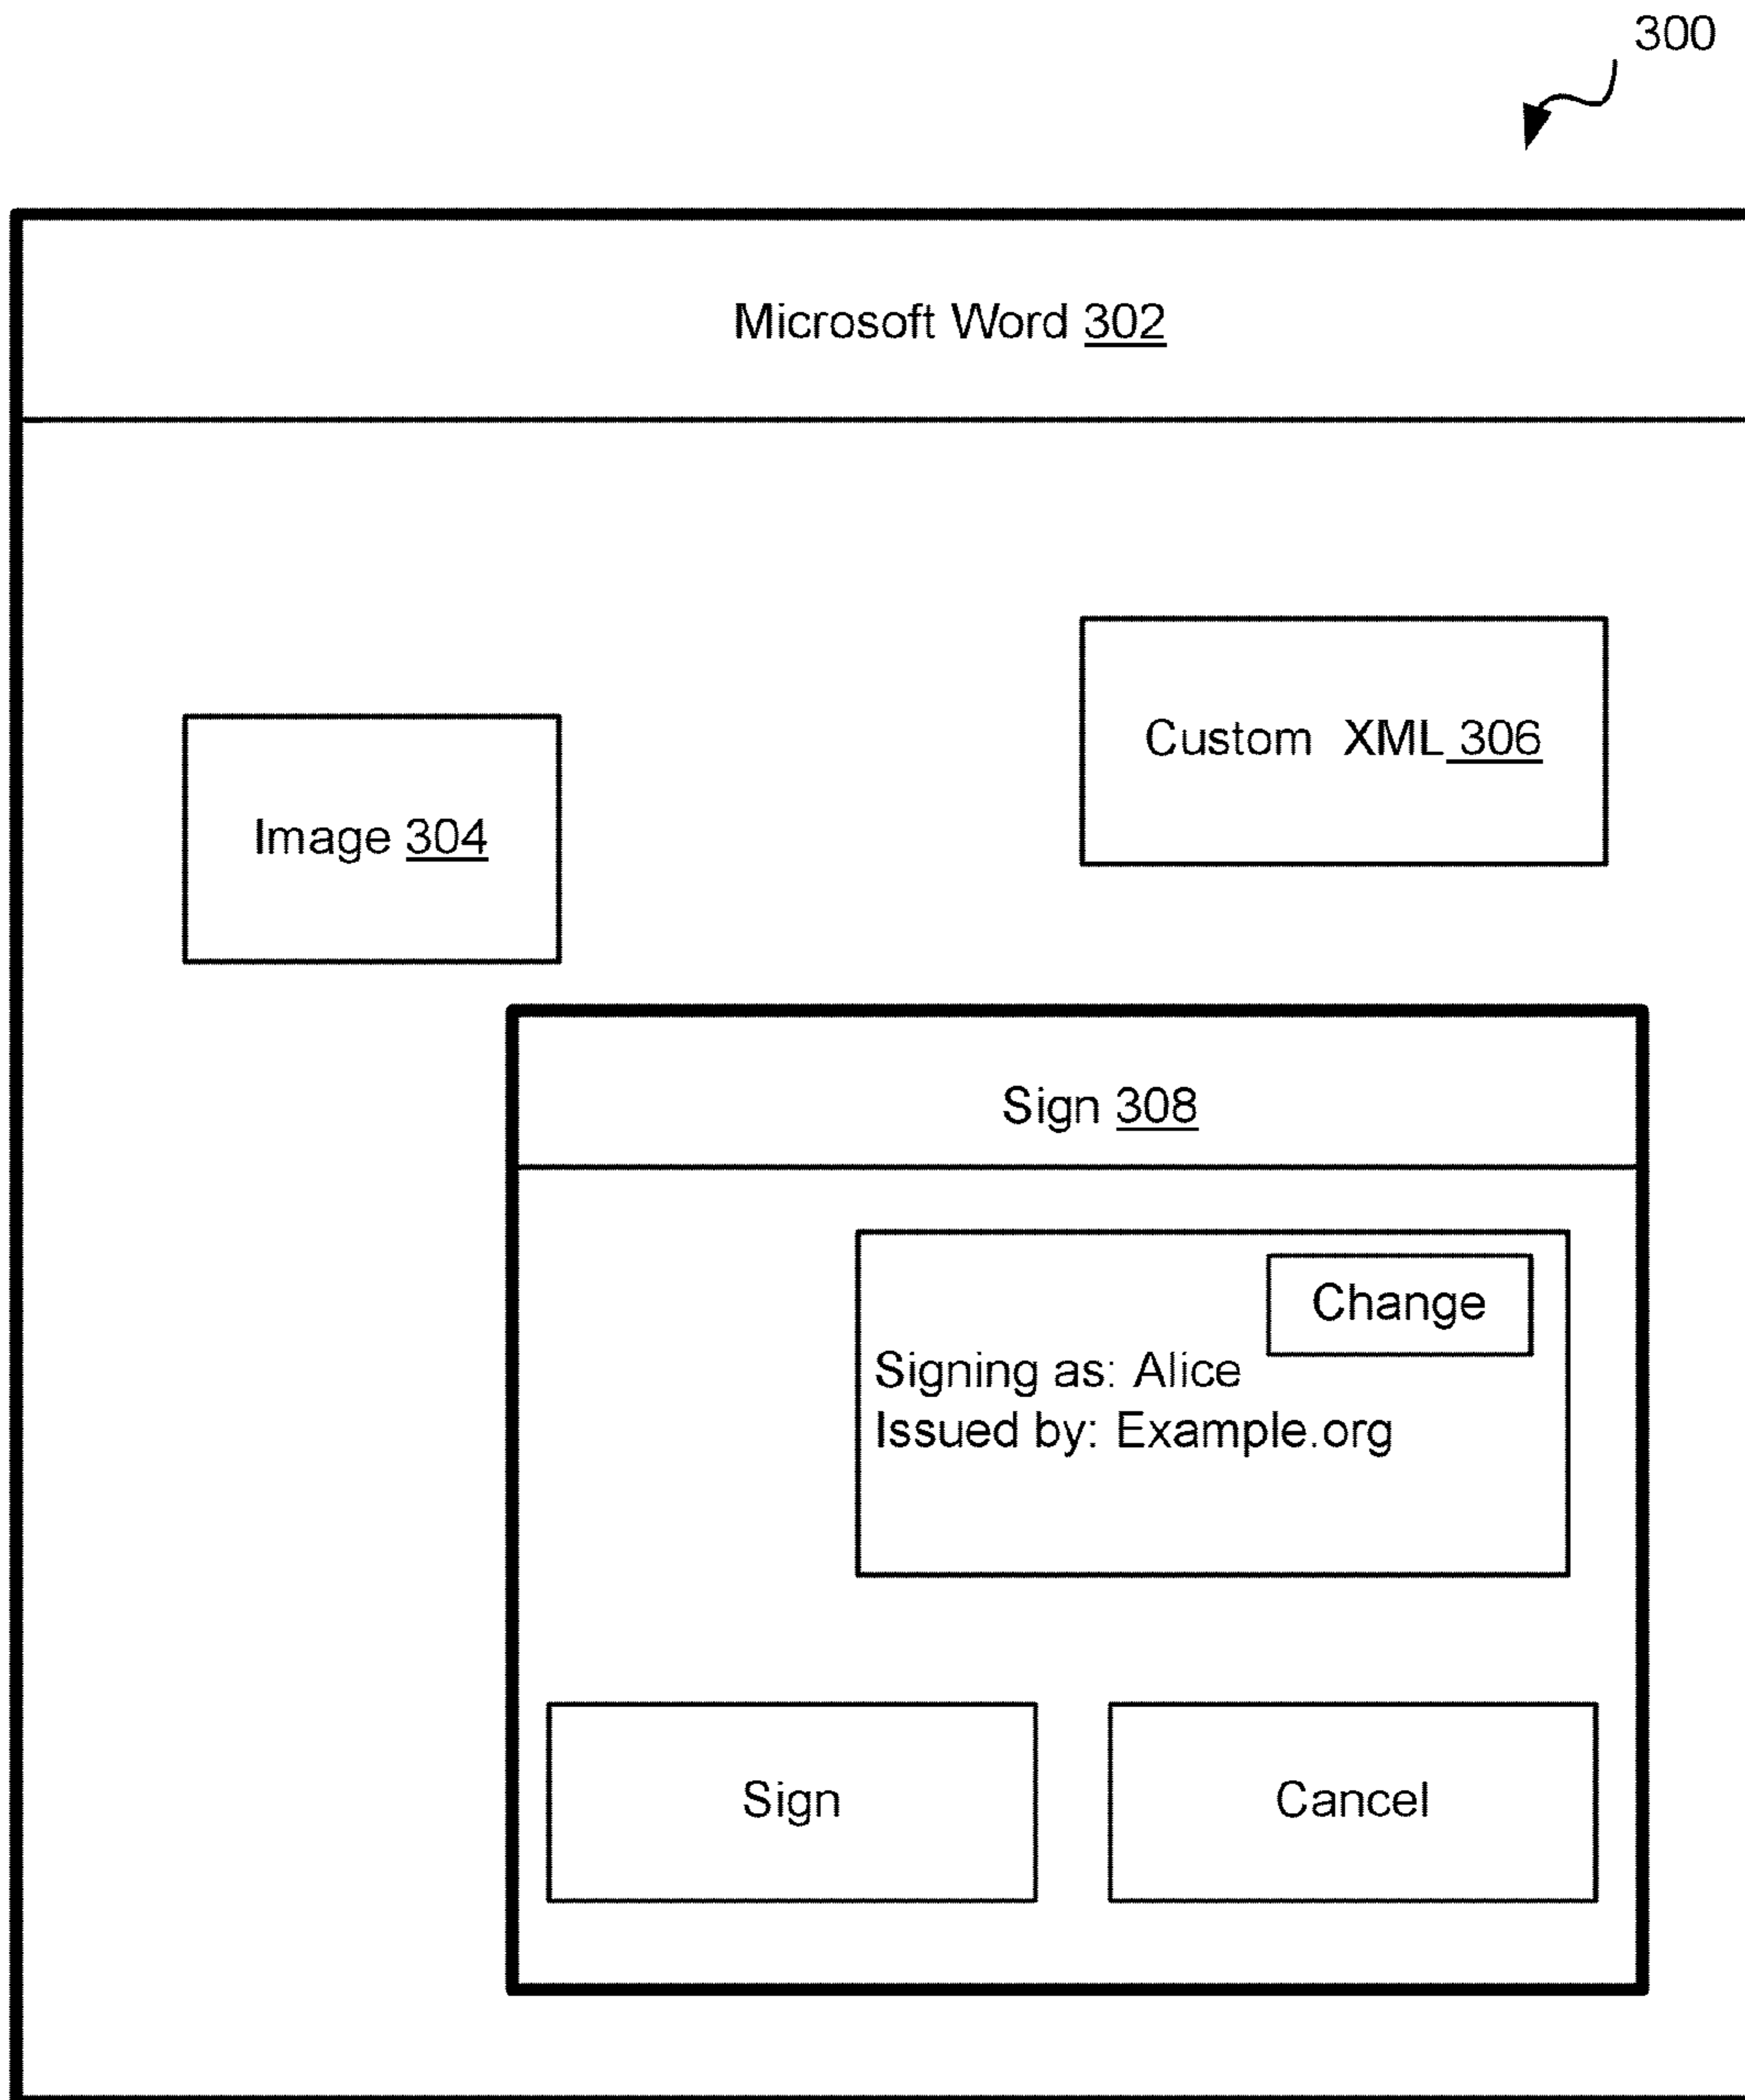 300
Microsoft Word 302
Custom XML 306
Image 304
Sign 308
Change
Signing as: Alice
Issued by: Example.org
Sign
Cancel